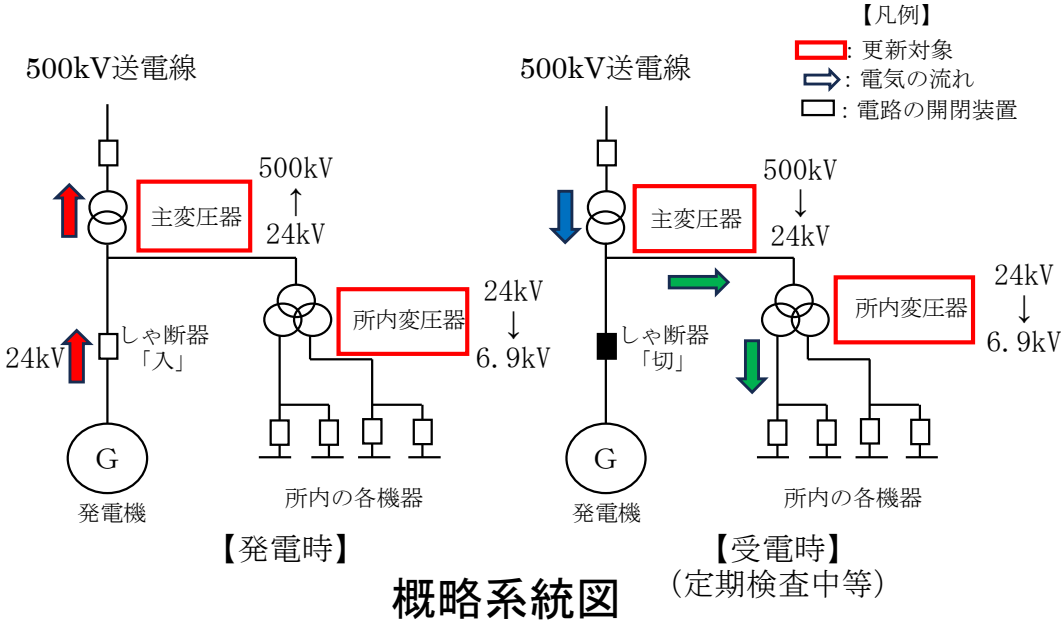 【凡例】
：更新対象
：電気の流れ
：電路の開閉装置
500kV送電線
主変圧器
500kV
↑
24kV
所内変圧器
24kV
↓
6.9kV
24kV
しゃ断器
「入」
G
発電機
所内の各機器
【発電時】
500kV送電線
主変圧器
500kV
↓
24kV
所内変圧器
24kV
↓
6.9kV
しゃ断器
「切」
G
発電機
所内の各機器
【受電時】
（定期検査中等）
概略系統図